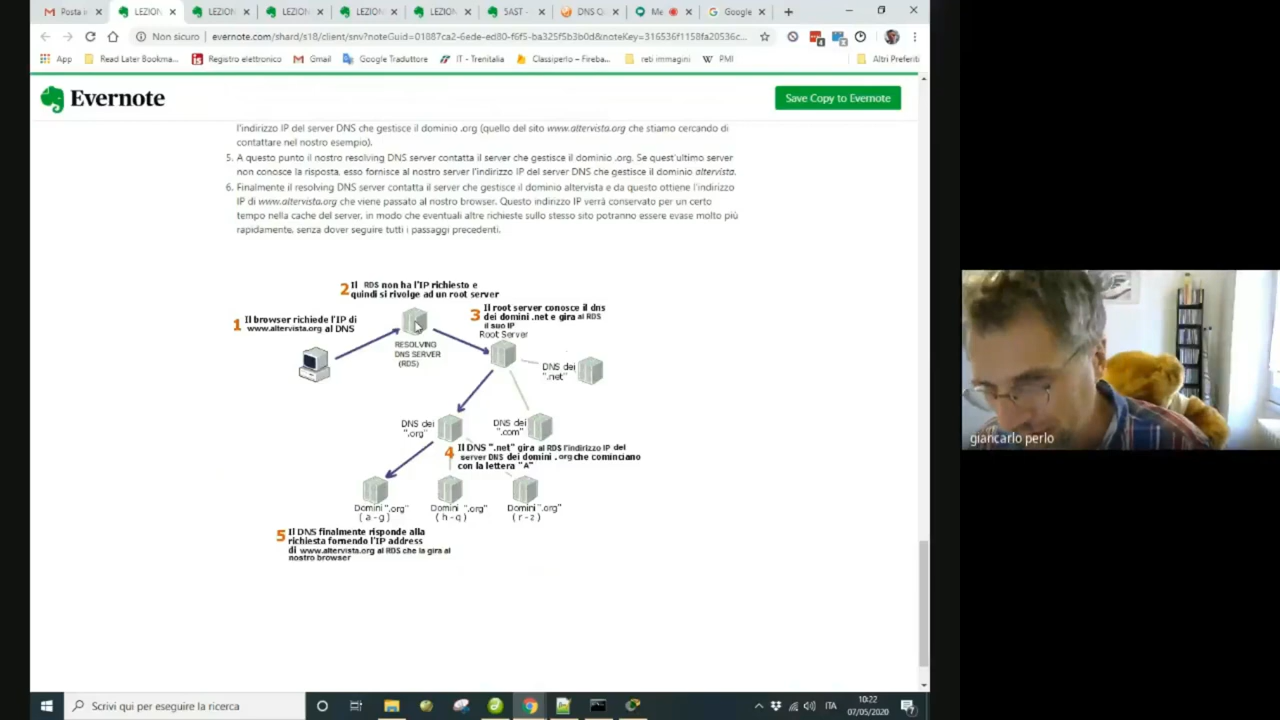 Posta in
LEZION
LEZION
LEZION
LEZION
LEZION
5AST -
DNS
Me
Google
Non sicuro
evernote.com/shard/s18/client/snv?noteGuid=01887ca2-6ede-ed80-f6f5-ba325f5b3b0d&noteKey=316536f1158fa20536c...
App
Read Later Bookma...
Registro elettronico
Gmail
Google Traduttore
IT - Trenitalia
Classiperlo – Fireba...
reti immagini
PMI
Altri Preferiti
Evernote
Save Copy to Evernote
l'indirizzo IP del server DNS che gestisce il dominio .org (quello del sito www.altervista.org che stiamo cercando di
contattare nel nostro esempio).
5. A questo punto il nostro resolving DNS server contatta il server che gestisce il dominio .org. Se quest'ultimo server
non conosce la risposta, esso fornisce al nostro server l'indirizzo IP del server DNS che gestisce il dominio altervista.
6. Finalmente il resolving DNS server contatta il server che gestisce il dominio altervista e da questo ottiene l'indirizzo
IP di www.altervista.org che viene passato al nostro browser. Questo indirizzo IP verrà conservato per un certo
tempo nella cache del server, in modo che eventuali altre richieste sullo stesso sito potranno essere evase molto più
rapidamente, senza dover seguire tutti i passaggi precedenti.
2 Il RDS non ha l'IP richiesto e
quindi si rivolge ad un root server
1 Il browser richiede l'IP di
www.altervista.org al DNS
3 Il root server conosce il dns
dei domini .net e gira al RDS
il suo IP
Root Server
RESOLVING
DNS SERVER
(RDS)
DNS dei
".net"
DNS dei
".org"
DNS dei
".com"
4 Il DNS ".net" gira al RDS l'indirizzo IP del
server DNS dei domini .org che cominciano
con la lettera "A"
Domini ".org"
( a - g )
Domini ".org"
( h - q )
Domini ".org"
( r - z )
5 Il DNS finalmente risponde alla
richiesta fornendo l'IP address
di www.altervista.org al RDS che la gira al
nostro browser
giancarlo perlo
Scrivi qui per eseguire la ricerca
ITA
10:22
07/05/2020